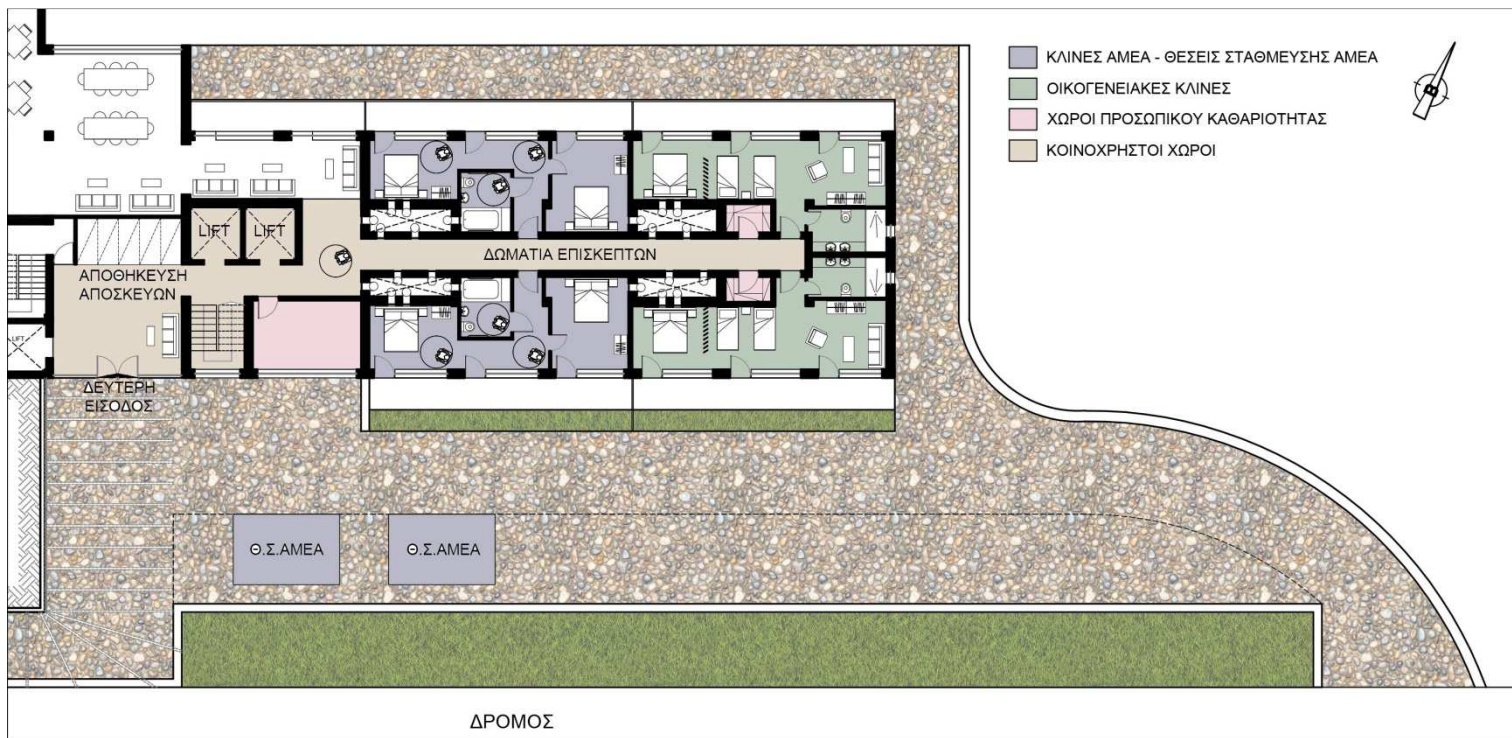 ΚΛΙΝΕΣ ΑΜΕΑ - ΘΕΣΕΙΣ ΣΤΑΘΜΕΥΣΗΣ ΑΜΕΑ
ΟΙΚΟΓΕΝΕΙΑΚΕΣ ΚΛΙΝΕΣ
ΧΩΡΟΙ ΠΡΟΣΩΠΙΚΟΥ ΚΑΘΑΡΙΟΤΗΤΑΣ
ΚΟΙΝΟΧΡΗΣΤΟΙ ΧΩΡΟΙ
Β
LIFT
LIFT
ΔΩΜΑΤΙΑ ΕΠΙΣΚΕΠΤΩΝ
ΑΠΟΘΗΚΕΥΣΗ
ΑΠΟΣΚΕΥΩΝ
LIFT
ΔΕΥΤΕΡΗ
ΕΙΣΟΔΟΣ
Θ.Σ.ΑΜΕΑ
Θ.Σ.ΑΜΕΑ
ΔΡΟΜΟΣ